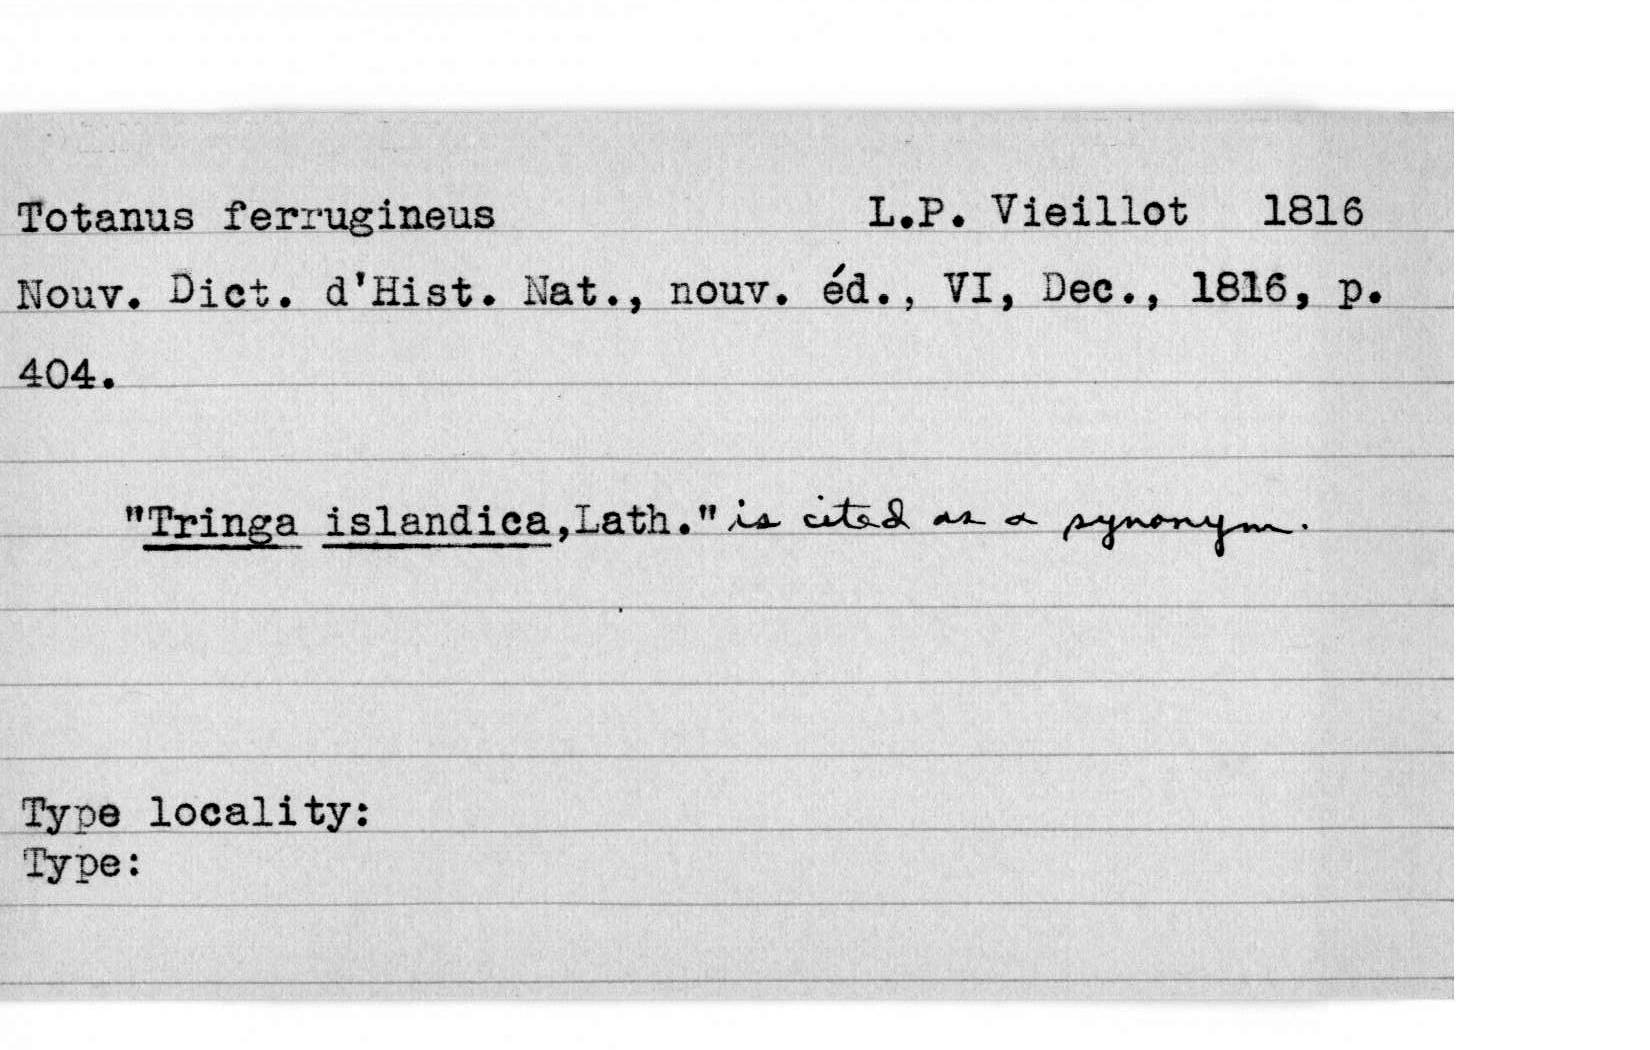 Totanus ferrugineus L.P. Vieillot 1816
Nouv. Dict. d'Hist. Nat., nouv. éd., VI, Dec., 1816, p.
404.
"Tringa islandica,Lath." is cited as a synonym.
Type locality:
Type: